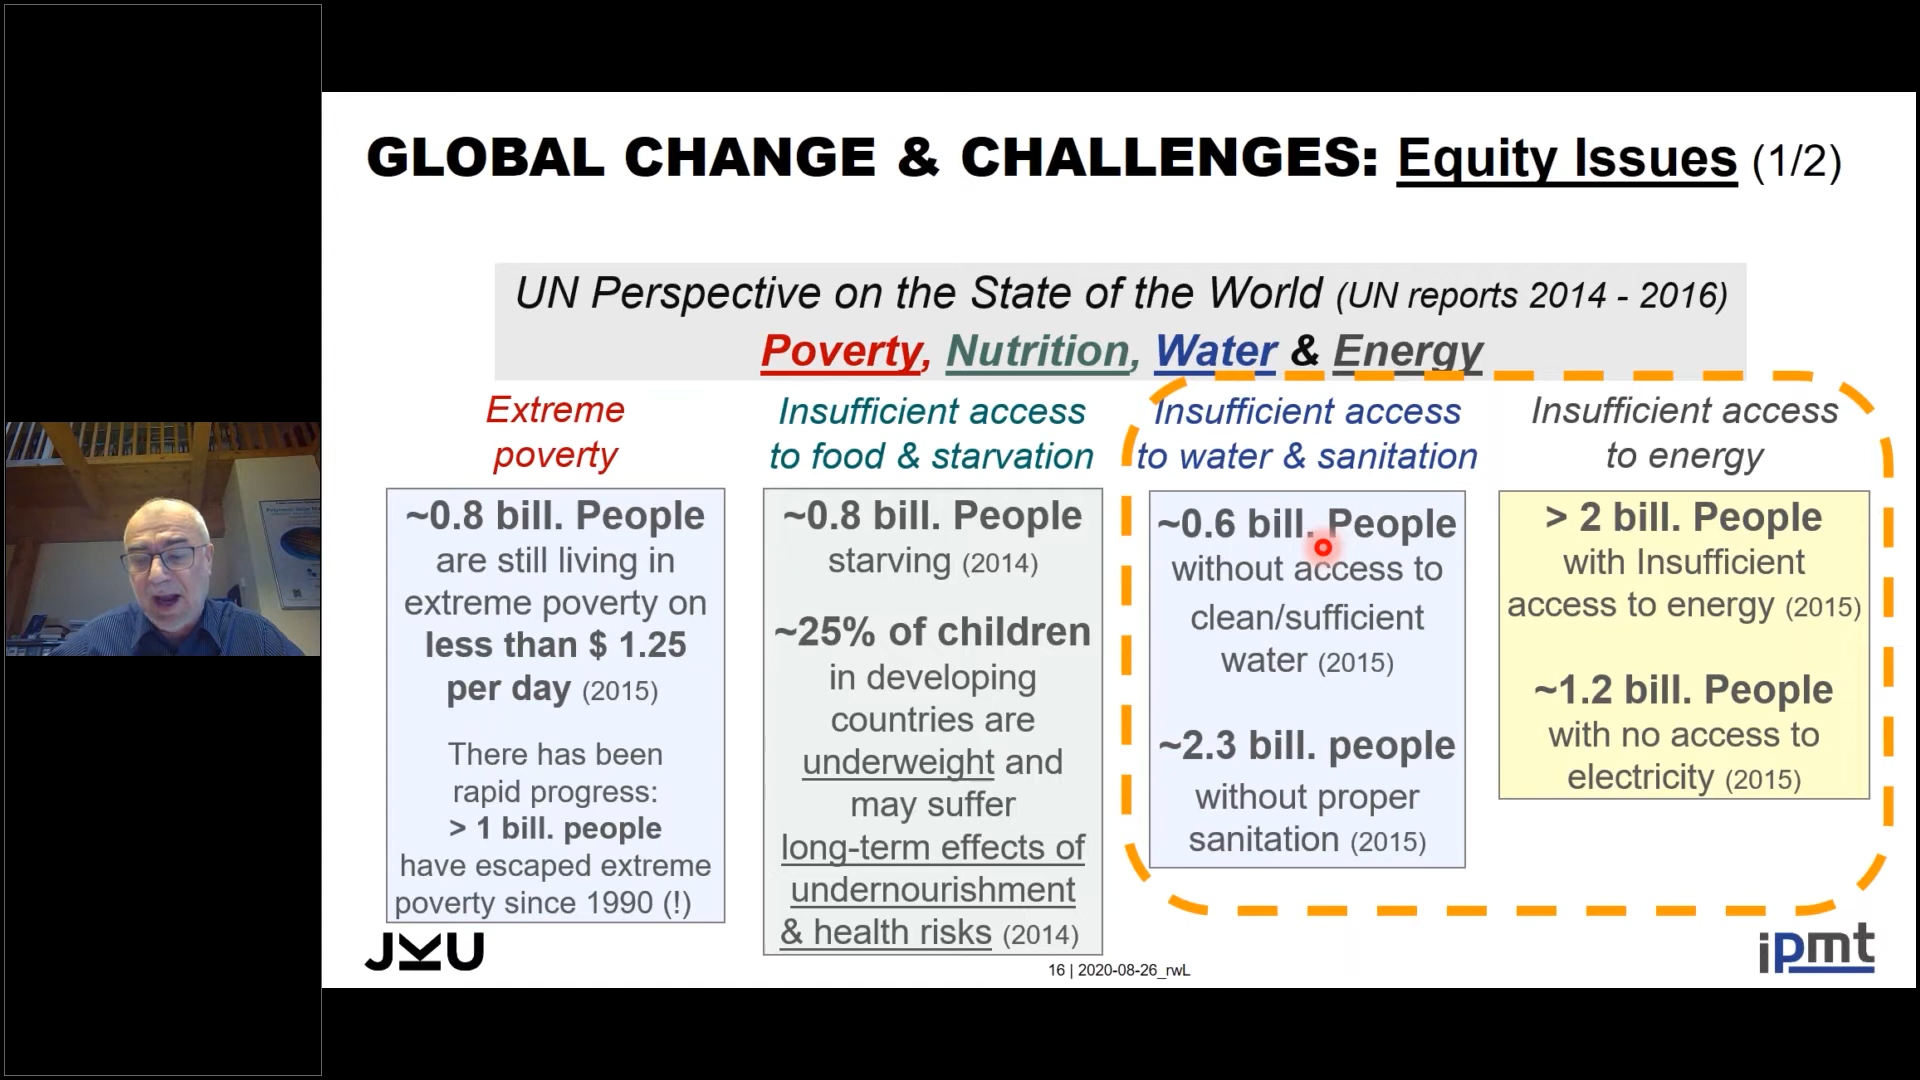 GLOBAL CHANGE & CHALLENGES: Equity Issues (1/2)
UN Perspective on the State of the World (UN reports 2014 - 2016)
Poverty, Nutrition, Water & Energy
Extreme
poverty
~0.8 bill. People
are still living in
extreme poverty on
less than $ 1.25
per day (2015)
There has been
rapid progress:
> 1 bill. people
have escaped extreme
poverty since 1990 (!)
Insufficient access
to food & starvation
~0.8 bill. People
starving (2014)
~25% of children
in developing
countries are
underweight and
may suffer
long-term effects of
undernourishment
& health risks (2014)
Insufficient access
to water & sanitation
~0.6 bill. People
without access to
clean/sufficient
water (2015)
~2.3 bill. people
without proper
sanitation (2015)
Insufficient access
to energy
> 2 bill. People
with Insufficient
access to energy (2015)
~1.2 bill. People
with no access to
electricity (2015)
JKU
16 | 2020-08-26_rwL
ipmt